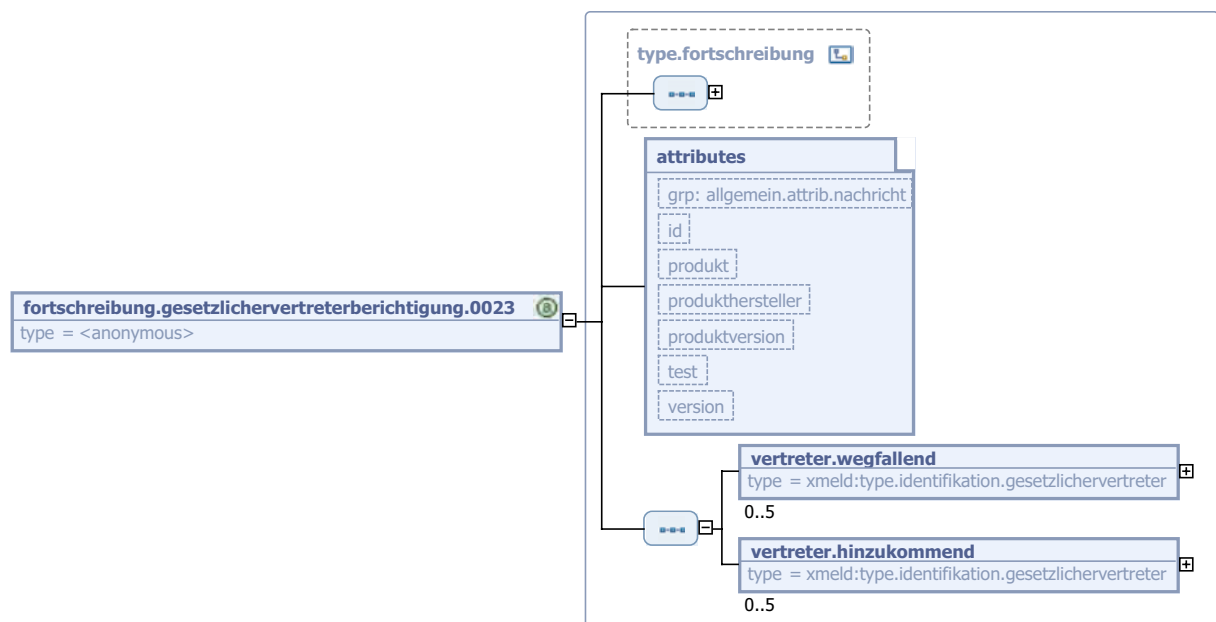 type.fortschreibung
attributes
grp: allgemein.attrib.nachricht
id
produkt
produkthersteller
produktversion
test
version
fortschreibung.gesetzlichervertreterberichtigung.0023 B
type = <anonymous>
vertreter.wegfallend
type = xmeld:type.identifikation.gesetzlichervertreter
0..5
vertreter.hinzukommend
type = xmeld:type.identifikation.gesetzlichervertreter
0..5